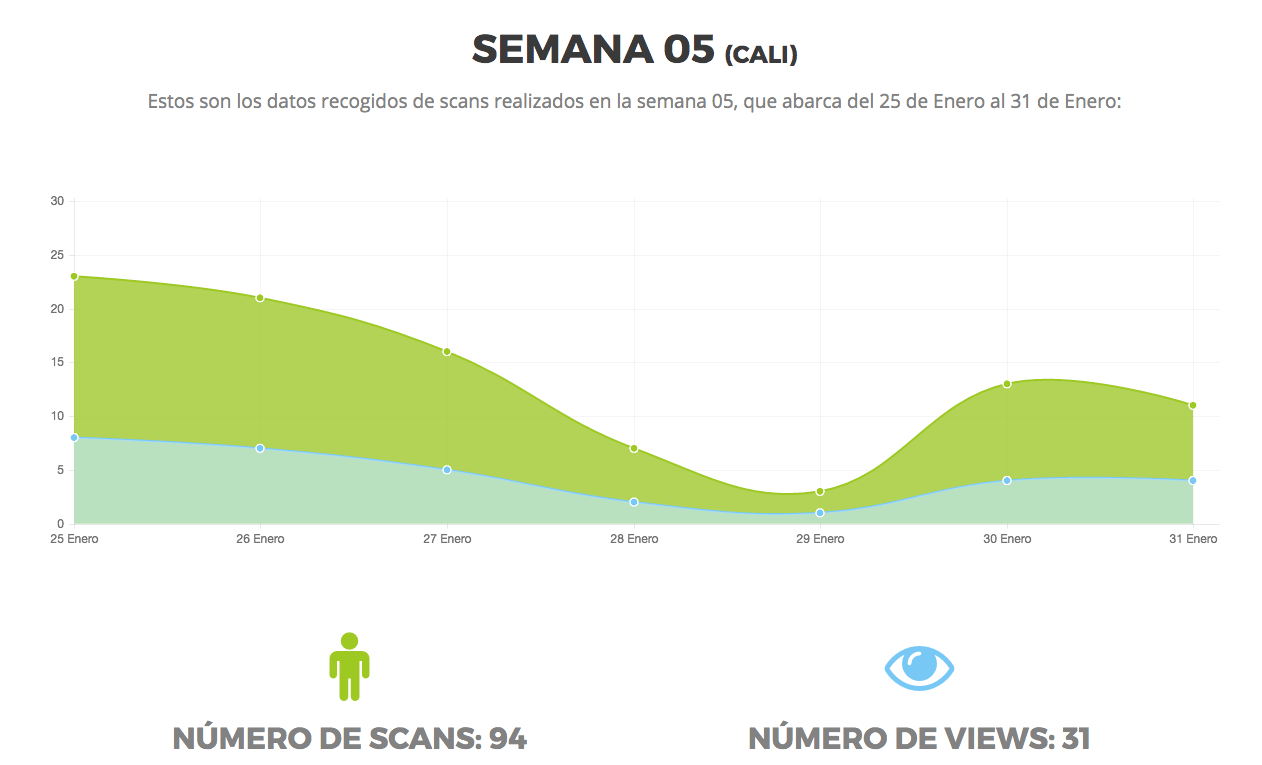 SEMANA 05 (CALI)
Estos son los datos recogidos de scans realizados en la semana 05, que abarca del 25 de Enero al 31 de Enero:
30
25
20
15
10
5
0
25 Enero 26 Enero 27 Enero 28 Enero 29 Enero 30 Enero 31 Enero
NÚMERO DE SCANS: 94 NÚMERO DE VIEWS: 31